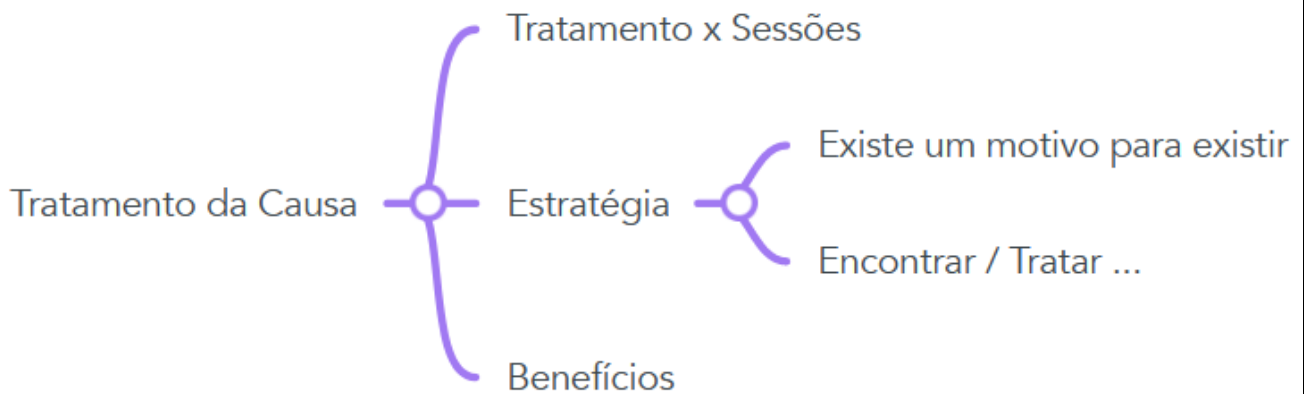 Tratamento x Sessões
Existe um motivo para existir
Tratamento da Causa
Estratégia
Encontrar / Tratar ...
Benefícios